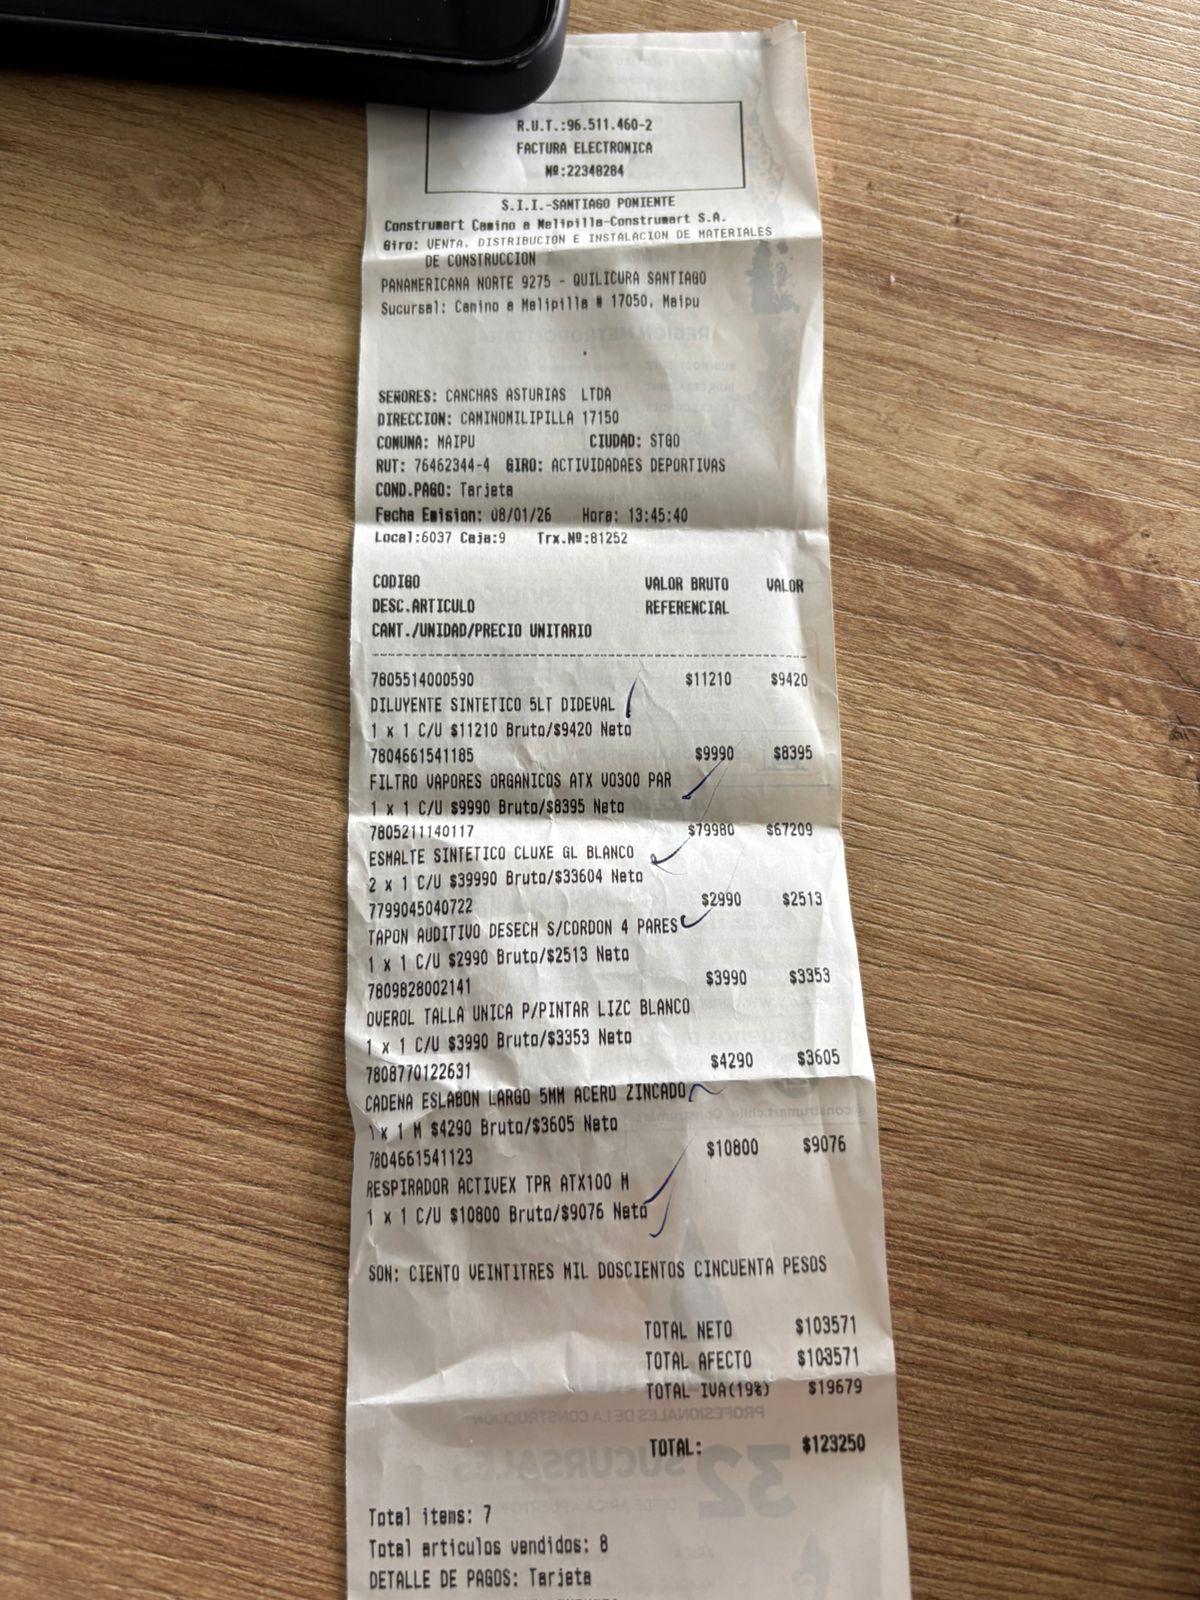 R.U.T.:96.511.460-2
FACTURA ELECTRONICA
Nº:22348284
S.I.I.-SANTIAGO PONIENTE
Construmart Camino a Melipilla-Construmart S.A.
Giro: VENTA, DISTRIBUCION E INSTALACION DE MATERIALES
DE CONSTRUCCION
PANAMERICANA NORTE 9275 - QUILICURA SANTIAGO
Sucursal: Camino a Melipilla # 17050, Maipu
SEÑORES: CANCHAS ASTURIAS LTDA
DIRECCION: CAMINOMILIPILLA 17150
COMUNA: MAIPU CIUDAD: STGO
RUT: 76462344-4 GIRO: ACTIVIDADAES DEPORTIVAS
COND.PAGO: Tarjeta
Fecha Emision: 08/01/26 Hora: 13:45:40
Local:6037 Caja:9 Trx.Nº:81252
CODIGO VALOR BRUTO VALOR
DESC.ARTICULO REFERENCIAL
CANT./UNIDAD/PRECIO UNITARIO
7805514000590 $11210 $9420
DILUYENTE SINTETICO 5LT DIDEVAL
1 x 1 C/U $11210 Bruto/$9420 Neto
7804661541185 $9990 $8395
FILTRO VAPORES ORGANICOS ATX V0300 PAR
1 x 1 C/U $9990 Bruto/$8395 Neto
7805211140117 $79980 $67209
ESMALTE SINTETICO CLUXE GL BLANCO
2 x 1 C/U $39990 Bruto/$33604 Neto
7799045040722 $2990 $2513
TAPON AUDITIVO DESECH S/CORDON 4 PARES
1 x 1 C/U $2990 Bruto/$2513 Neto
7809828002141 $3990 $3353
OVEROL TALLA UNICA P/PINTAR LIZC BLANCO
1 x 1 C/U $3990 Bruto/$3353 Neto
7808770122631 $4290 $3605
CADENA ESLABON LARGO 5MM ACERO ZINCADO
1 x 1 M $4290 Bruto/$3605 Neto
7804661541123 $10800 $9076
RESPIRADOR ACTIVEX TPR ATX100 M
1 x 1 C/U $10800 Bruto/$9076 Neto
SON: CIENTO VEINTITRES MIL DOSCIENTOS CINCUENTA PESOS
TOTAL NETO $103571
TOTAL AFECTO $103571
TOTAL IVA(19%) $19679
TOTAL: $123250
Total items: 7
Total articulos vendidos: 8
DETALLE DE PAGOS: Tarjeta